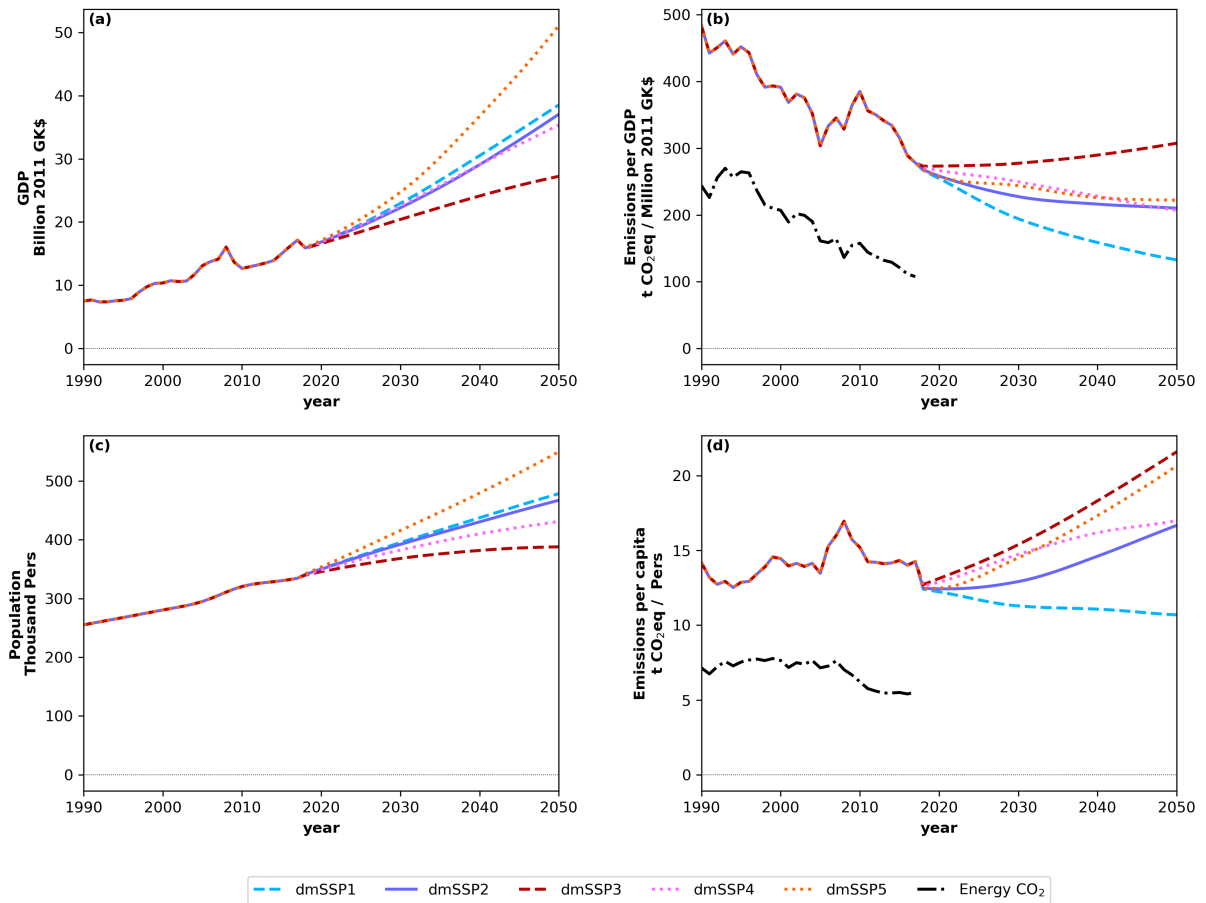 (a)
GDP
Billion 2011 GK$
50
40
30
20
10
0
1990 2000 2010 2020 2030 2040 2050
year
(b)
Emissions per GDP
t CO₂eq / Million 2011 GK$
500
400
300
200
100
0
1990 2000 2010 2020 2030 2040 2050
year
(c)
Population
Thousand Pers
500
400
300
200
100
0
1990 2000 2010 2020 2030 2040 2050
year
(d)
Emissions per capita
t CO₂eq / Pers
20
15
10
5
0
1990 2000 2010 2020 2030 2040 2050
year
dmSSP1 dmSSP2 dmSSP3 dmSSP4 dmSSP5 Energy CO₂